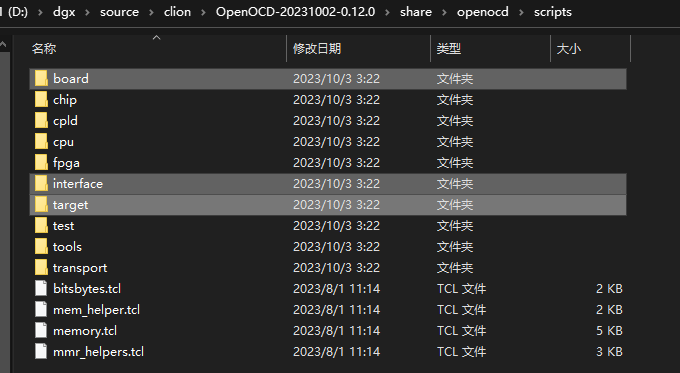 (D:) > dgx > source > clion > OpenOCD-20231002-0.12.0 > share > openocd > scripts
名称 修改日期 类型 大小
board 2023/10/3 3:22 文件夹
chip 2023/10/3 3:22 文件夹
cpld 2023/10/3 3:22 文件夹
cpu 2023/10/3 3:22 文件夹
fpga 2023/10/3 3:22 文件夹
interface 2023/10/3 3:22 文件夹
target 2023/10/3 3:22 文件夹
test 2023/10/3 3:22 文件夹
tools 2023/10/3 3:22 文件夹
transport 2023/10/3 3:22 文件夹
bitsbytes.tcl 2023/8/1 11:14 TCL 文件 2 KB
mem_helper.tcl 2023/8/1 11:14 TCL 文件 2 KB
memory.tcl 2023/8/1 11:14 TCL 文件 5 KB
mmr_helpers.tcl 2023/8/1 11:14 TCL 文件 3 KB